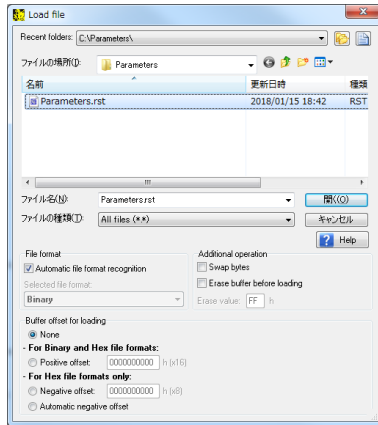 Load file
Recent folders: C:\Parameters\
ファイルの場所(I): Parameters
名前 更新日時 種類
Parameters.rst 2018/01/15 18:42 RST
ファイル名(N): Parameters.rst 開く(O)
ファイルの種類(T): All files (*.*) キャンセル
Help
File format Additional operation
Automatic file format recognition Swap bytes
Selected file format: Erase buffer before loading
Binary Erase value: FF h
Buffer offset for loading
None
- For Binary and Hex file formats:
Positive offset: 0000000000 h (x16)
- For Hex file formats only:
Negative offset: 0000000000 h (x8)
Automatic negative offset